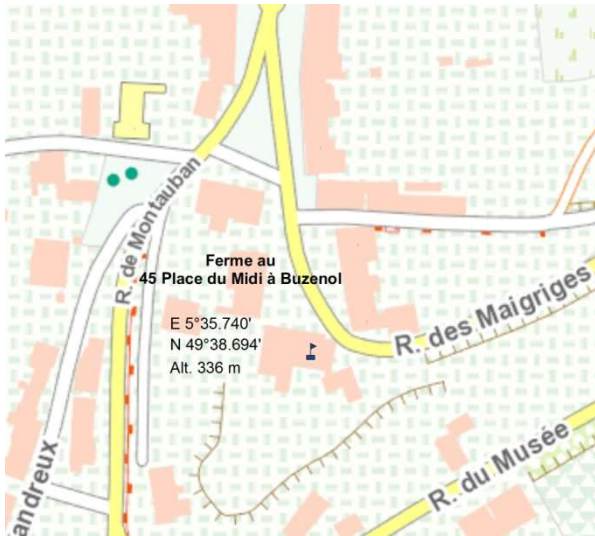 R. de Montauban
Ferme au
45 Place du Midi à Buzenol
E 5°35.740'
N 49°38.694'
Alt. 336 m
R. des Maigriges
R. du Musée
andreux